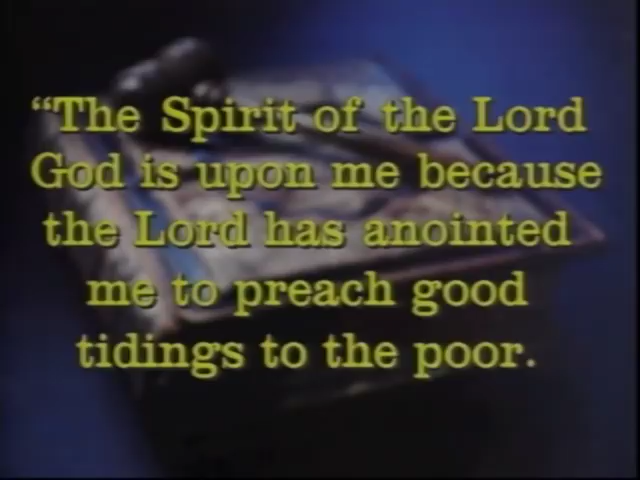 “The Spirit of the Lord
God is upon me because
the Lord has anointed
me to preach good
tidings to the poor.